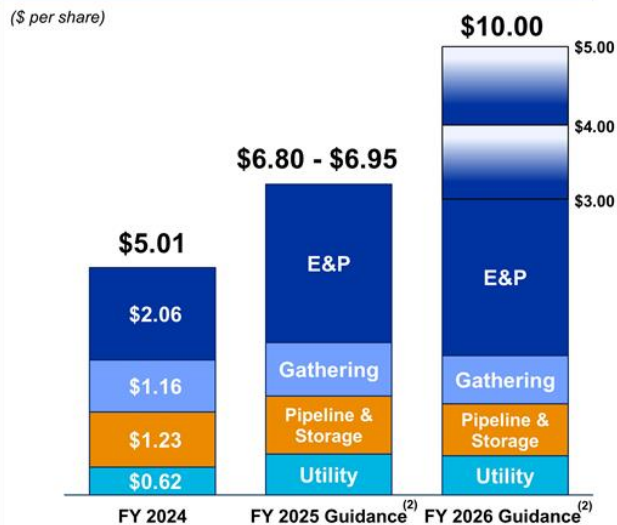 ($ per share)
$10.00
$5.00
$4.00
$6.80 - $6.95
$3.00
$5.01
E&P
E&P
$2.06
Gathering
Gathering
$1.16
Pipeline &
Storage
Pipeline &
Storage
$1.23
Utility
Utility
$0.62
FY 2024
FY 2025 Guidance(2)
FY 2026 Guidance(2)